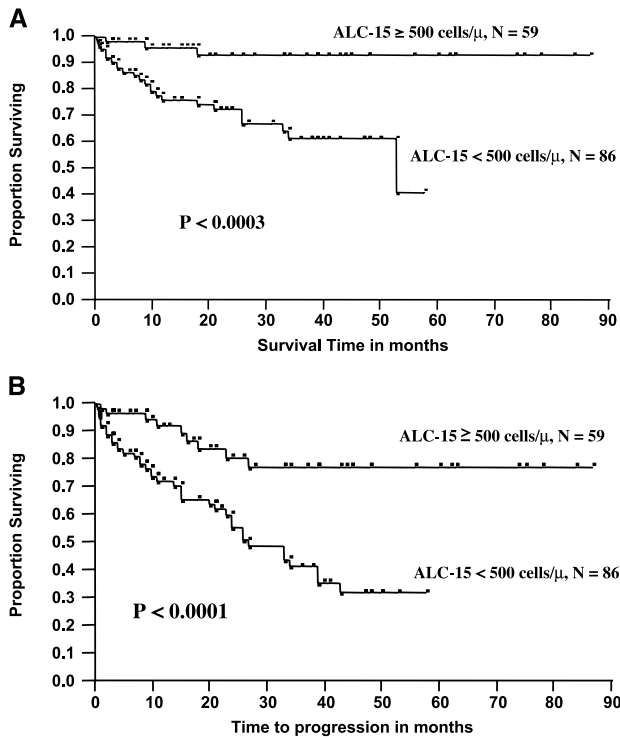 A
Proportion Surviving
1.0
0.9
0.8
0.7
0.6
0.5
0.4
0.3
0.2
0.1
0.0
ALC-15 ≥ 500 cells/μ, N = 59
ALC-15 < 500 cells/μ, N = 86
P < 0.0003
0 10 20 30 40 50 60 70 80 90
Survival Time in months
B
Proportion Surviving
1.0
0.9
0.8
0.7
0.6
0.5
0.4
0.3
0.2
0.1
0.0
ALC-15 ≥ 500 cells/μ, N = 59
ALC-15 < 500 cells/μ, N = 86
P < 0.0001
0 10 20 30 40 50 60 70 80 90
Time to progression in months